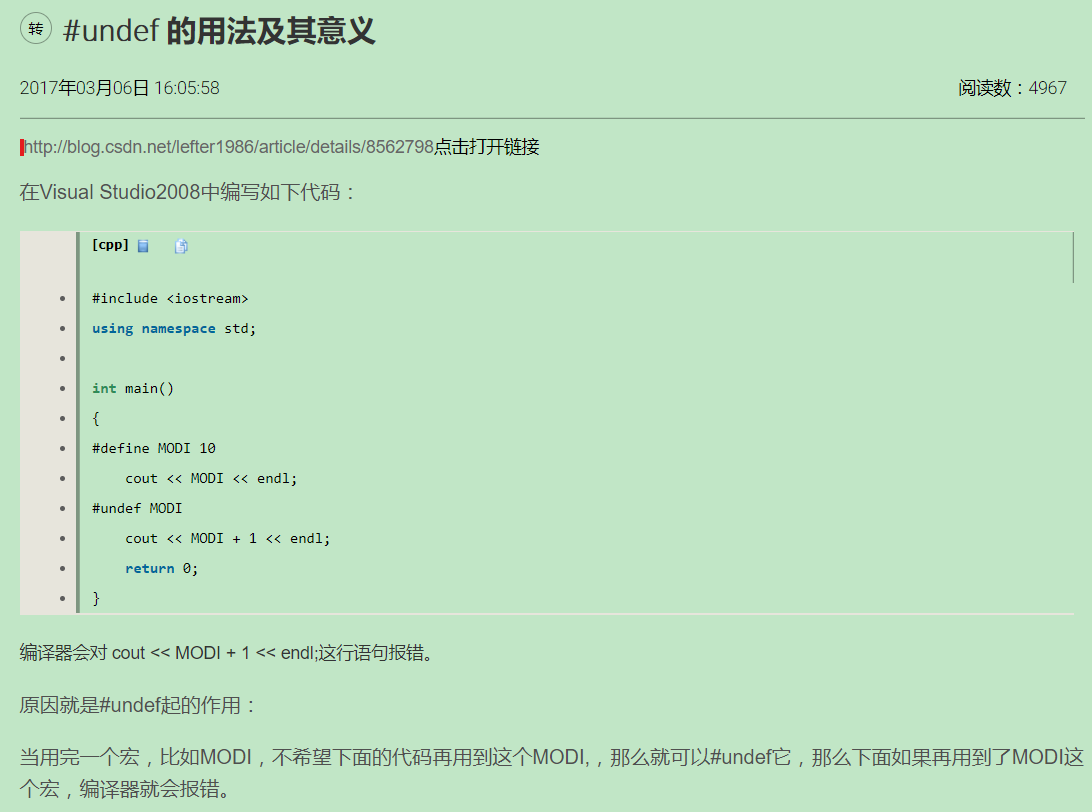 转 #undef 的用法及其意义
2017年03月06日 16:05:58 阅读数：4967
http://blog.csdn.net/lefter1986/article/details/8562798点击打开链接
在Visual Studio2008中编写如下代码：
[cpp]
#include <iostream>
using namespace std;
int main()
{
#define MODI 10
    cout << MODI << endl;
#undef MODI
    cout << MODI + 1 << endl;
    return 0;
}
编译器会对 cout << MODI + 1 << endl;这行语句报错。
原因就是#undef起的作用：
当用完一个宏，比如MODI，不希望下面的代码再用到这个MODI,，那么就可以#undef它，那么下面如果再用到了MODI这
个宏，编译器就会报错。